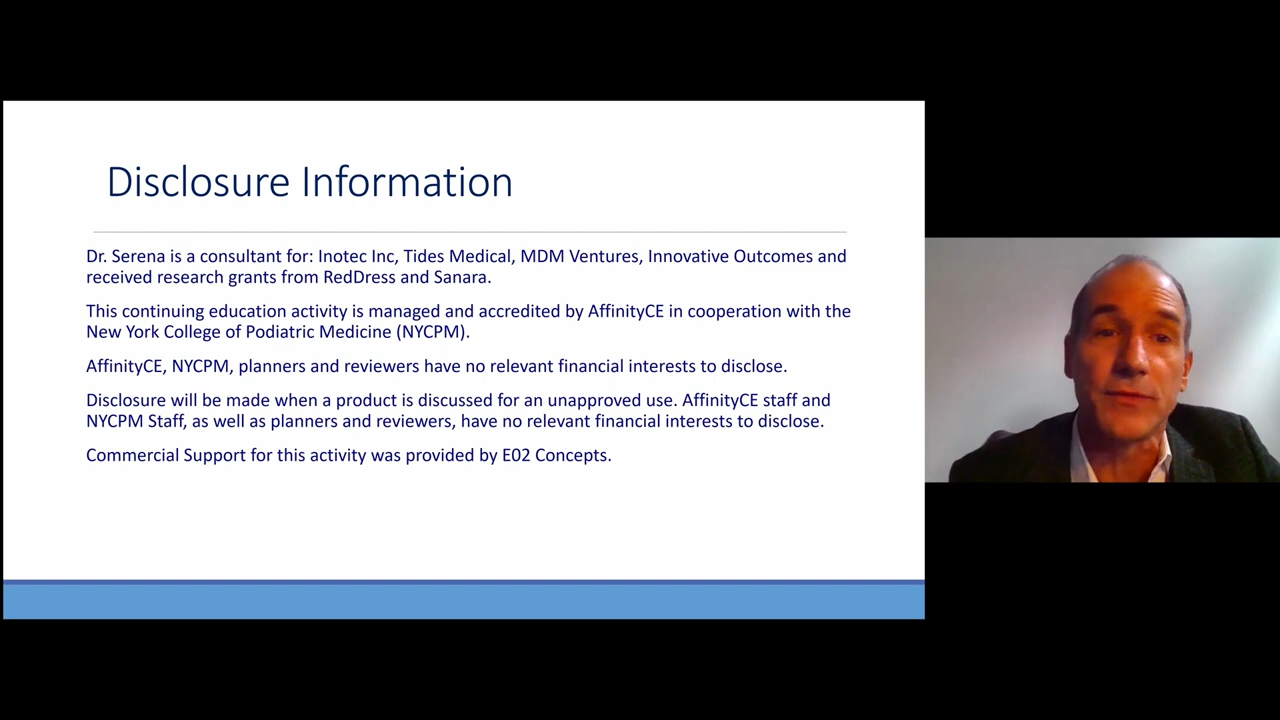 Disclosure Information
Dr. Serena is a consultant for: Inotec Inc, Tides Medical, MDM Ventures, Innovative Outcomes and
received research grants from RedDress and Sanara.
This continuing education activity is managed and accredited by AffinityCE in cooperation with the
New York College of Podiatric Medicine (NYCPM).
AffinityCE, NYCPM, planners and reviewers have no relevant financial interests to disclose.
Disclosure will be made when a product is discussed for an unapproved use. AffinityCE staff and
NYCPM Staff, as well as planners and reviewers, have no relevant financial interests to disclose.
Commercial Support for this activity was provided by E02 Concepts.